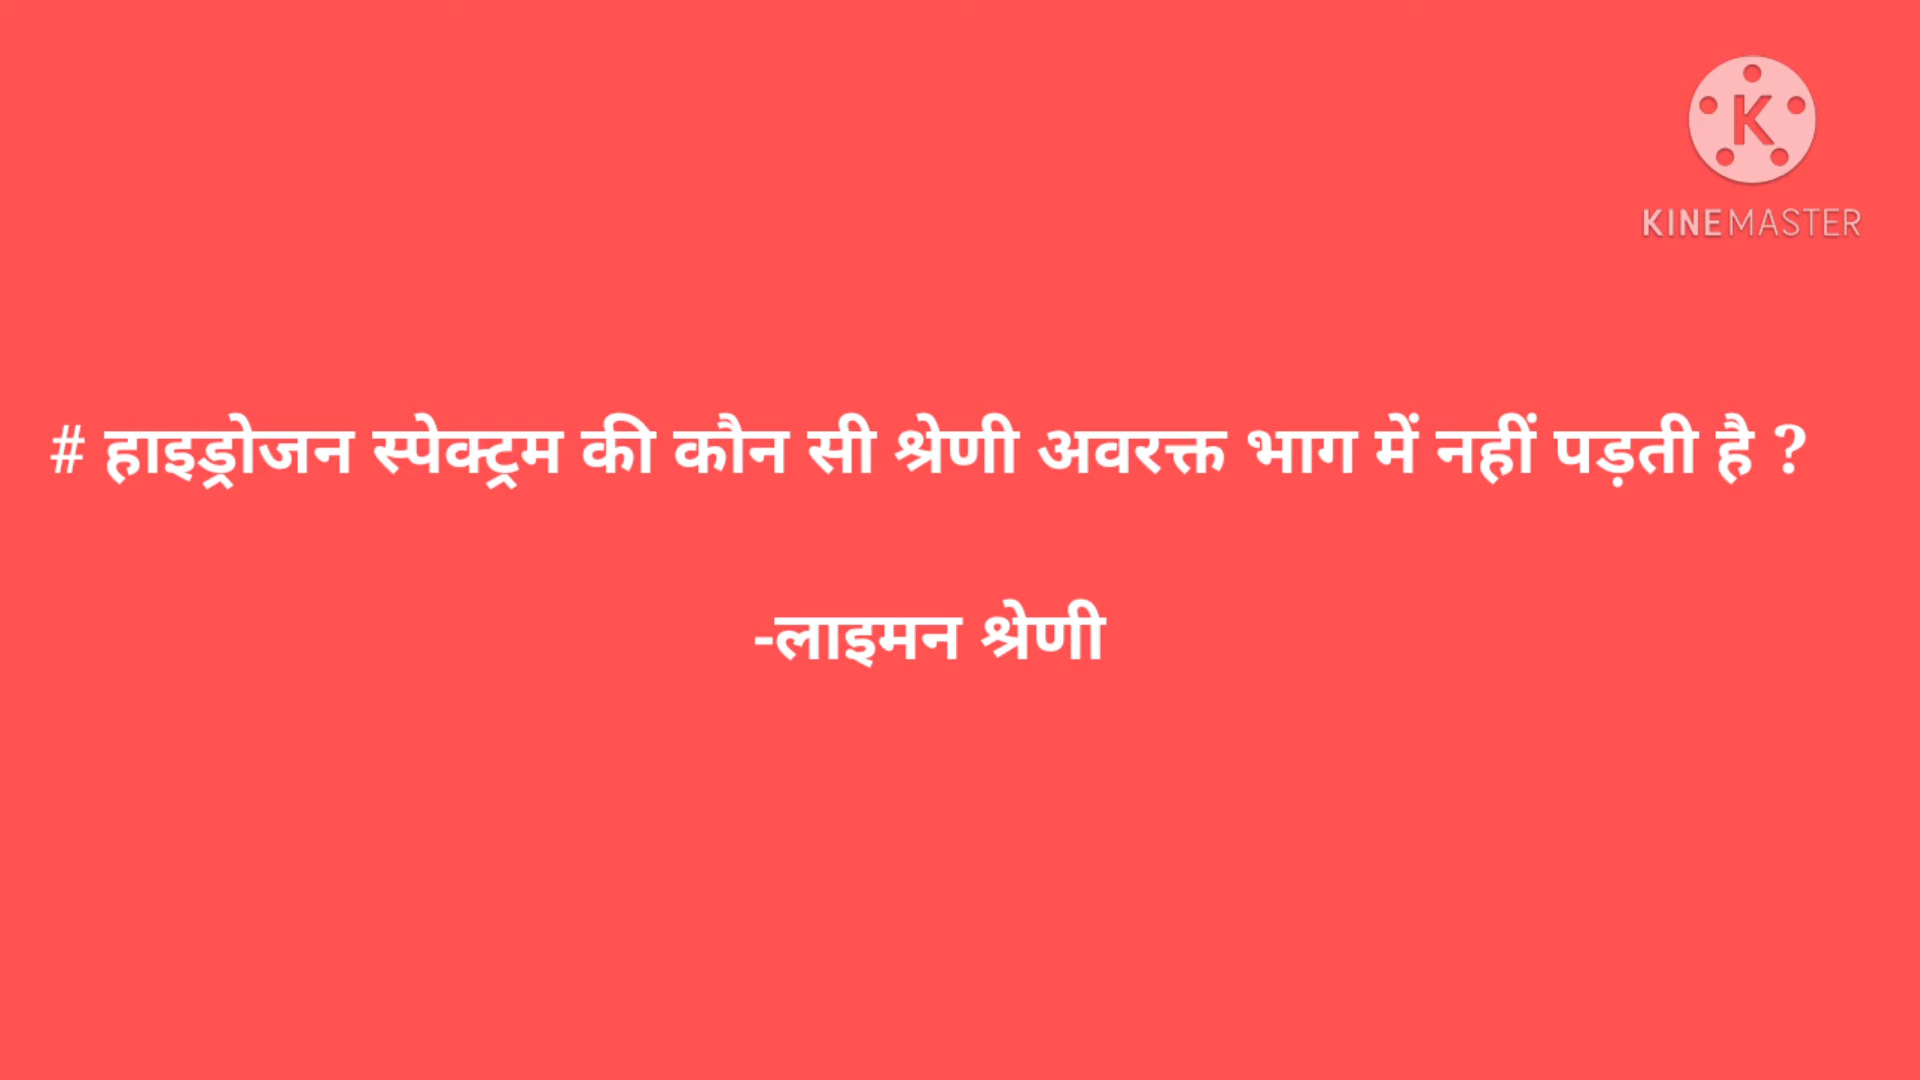 K
KINEMASTER
# हाइड्रोजन स्पेक्ट्रम की कौन सी श्रेणी अवरक्त भाग में नहीं पड़ती है ?
-लाइमन श्रेणी